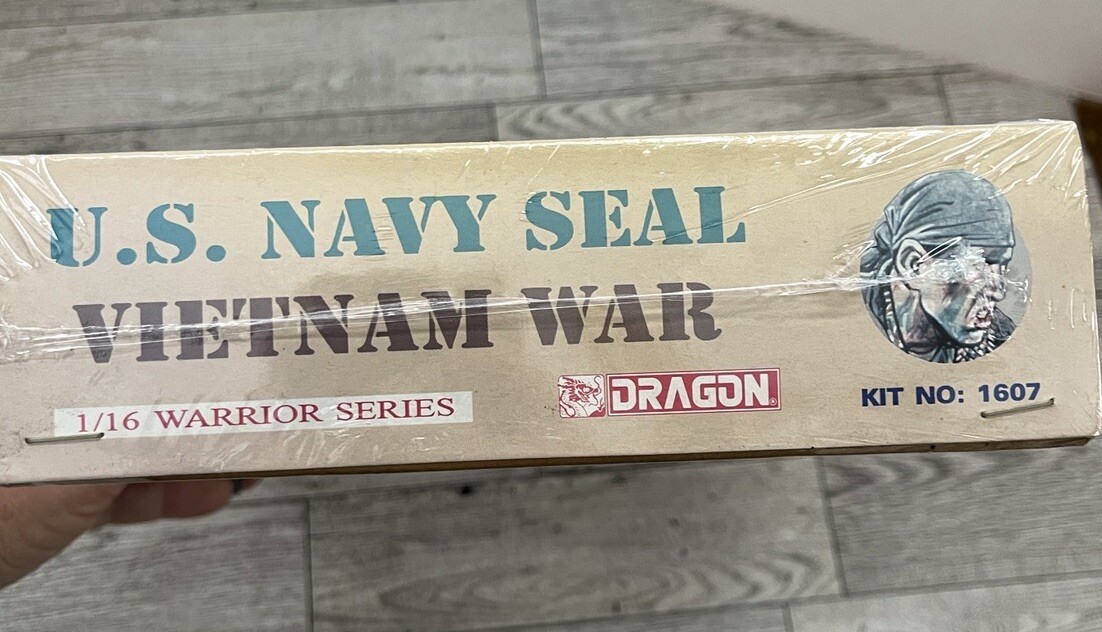 U.S. NAVY SEAL
VIETNAM WAR
1/16 WARRIOR SERIES
DRAGON®
KIT NO: 1607